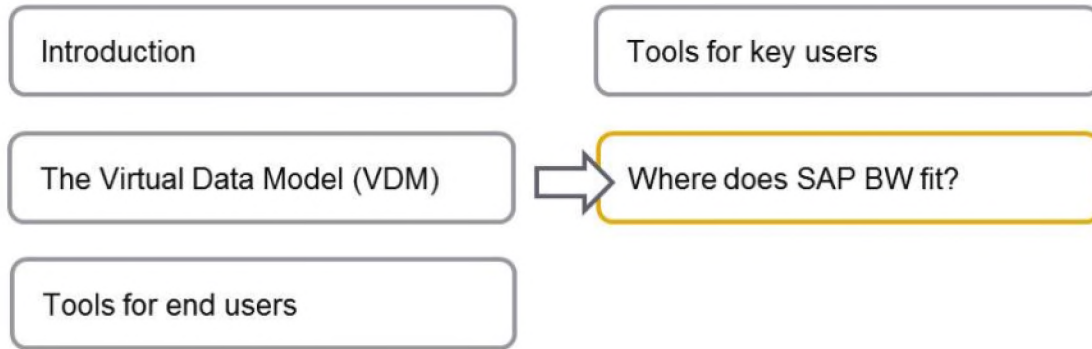 Introduction
The Virtual Data Model (VDM)
Tools for end users
Tools for key users
Where does SAP BW fit?